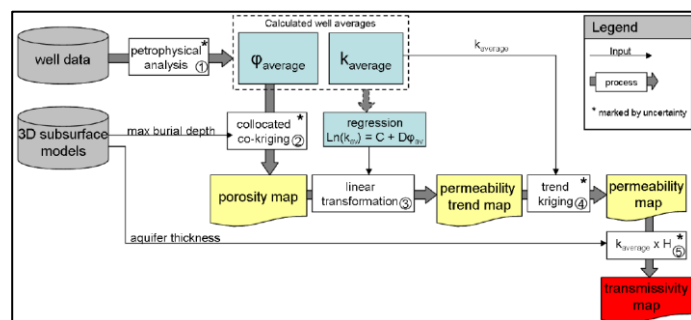 Calculated well averages
well data
petrophysical *
analysis ①
φaverage
kaverage
kaverage
Legend
Input
process
* marked by uncertainty
3D subsurface
models
max burial depth
collocated *
co-kriging ②
regression
Ln(kav) = C + Dφav
porosity map
linear
transformation ③
permeability
trend map
trend *
kriging ④
permeability
map
aquifer thickness
kaverage x H *
⑤
transmissivity
map